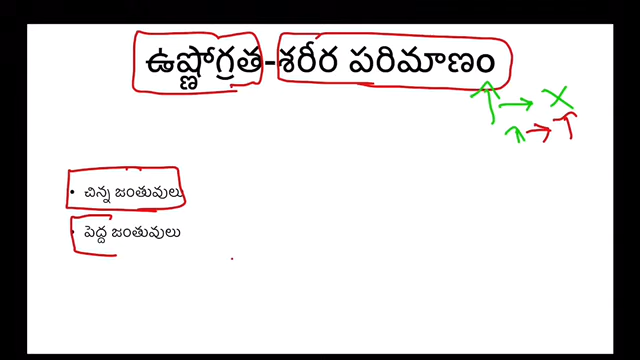 ఉష్ణోగ్రత-శరీర పరిమాణం
• చిన్న జంతువులు
• పెద్ద జంతువులు